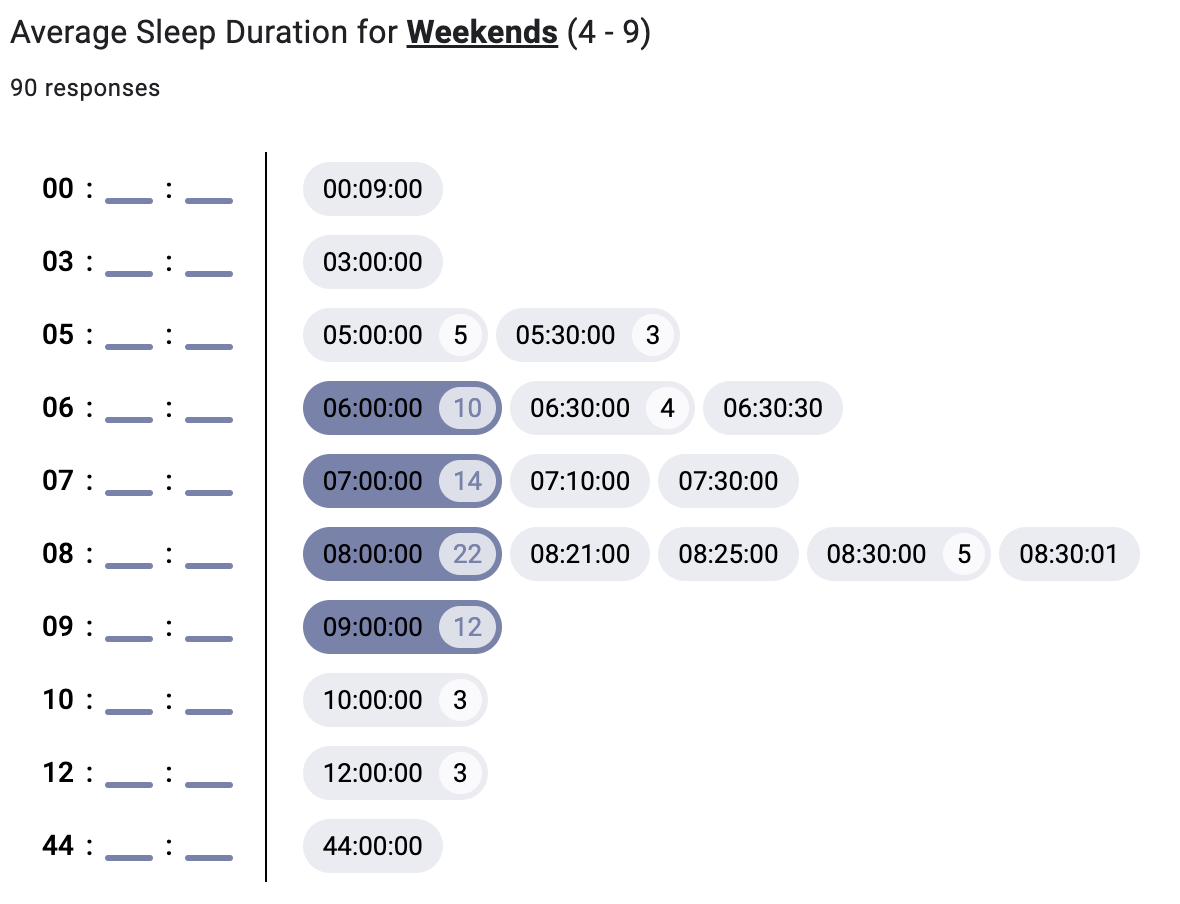 Average Sleep Duration for Weekends (4 - 9)
90 responses
00 : __ : __ 00:09:00
03 : __ : __ 03:00:00
05 : __ : __ 05:00:00 5 05:30:00 3
06 : __ : __ 06:00:00 10 06:30:00 4 06:30:30
07 : __ : __ 07:00:00 14 07:10:00 07:30:00
08 : __ : __ 08:00:00 22 08:21:00 08:25:00 08:30:00 5 08:30:01
09 : __ : __ 09:00:00 12
10 : __ : __ 10:00:00 3
12 : __ : __ 12:00:00 3
44 : __ : __ 44:00:00